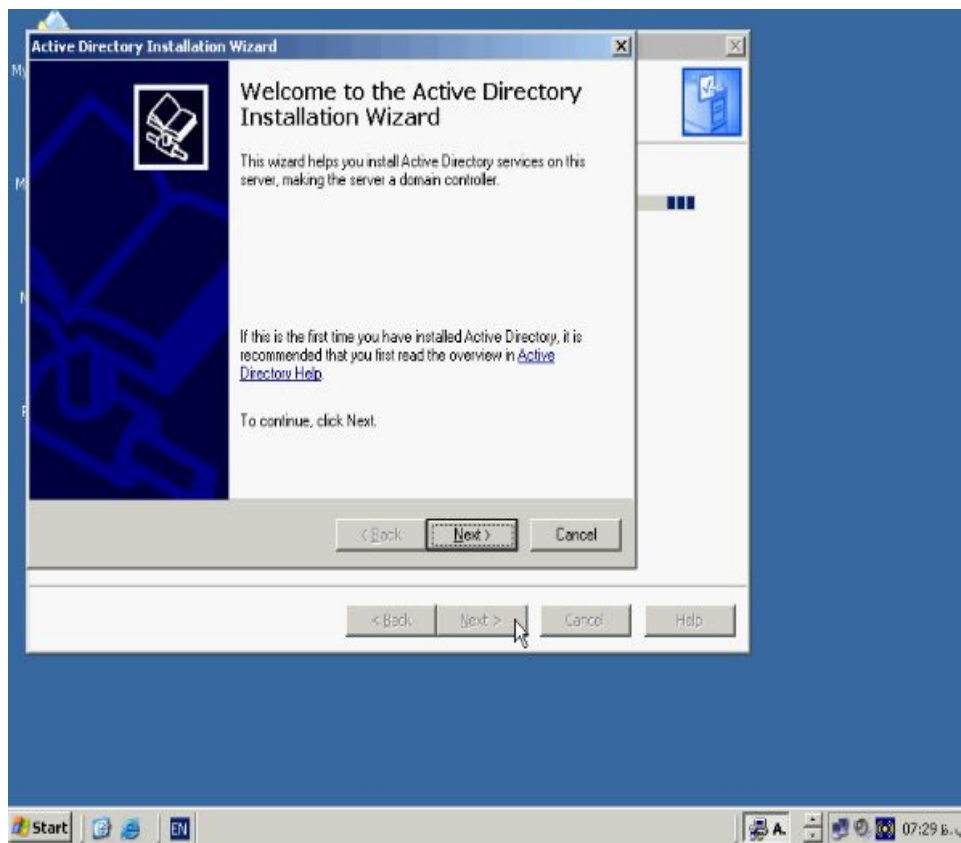 Active Directory Installation Wizard
Welcome to the Active Directory
Installation Wizard
This wizard helps you install Active Directory services on this
server, making the server a domain controller.
If this is the first time you have installed Active Directory, it is
recommended that you first read the overview in Active
Directory Help.
To continue, click Next.
< Back
Next >
Cancel
< Back
Next >
Cancel
Help
Start
EN
A.
07:29